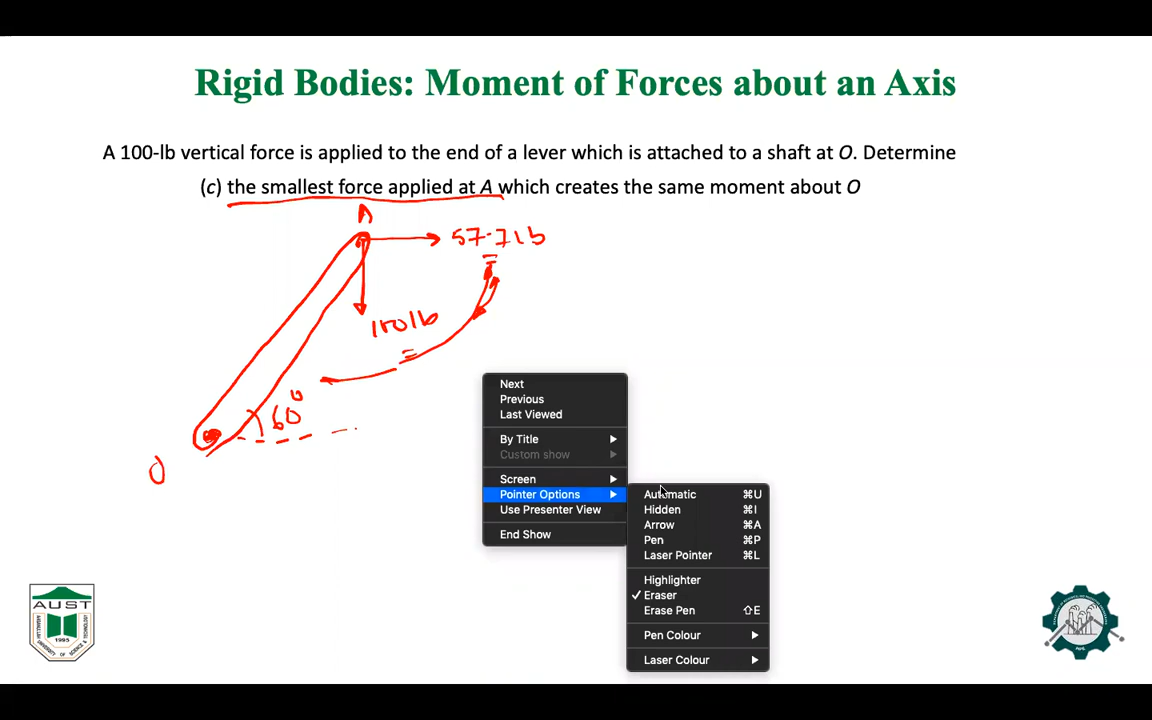 Rigid Bodies: Moment of Forces about an Axis
A 100-lb vertical force is applied to the end of a lever which is attached to a shaft at O. Determine
(c) the smallest force applied at A which creates the same moment about O
A
57.7 lb
100 lb
60°
O
Next
Previous
Last Viewed
By Title
Custom show
Screen
Pointer Options
Use Presenter View
End Show
Automatic ⌘U
Hidden ⌘I
Arrow ⌘A
Pen ⌘P
Laser Pointer ⌘L
Highlighter
✓ Eraser
Erase Pen ⇧E
Pen Colour
Laser Colour
AUST
1995